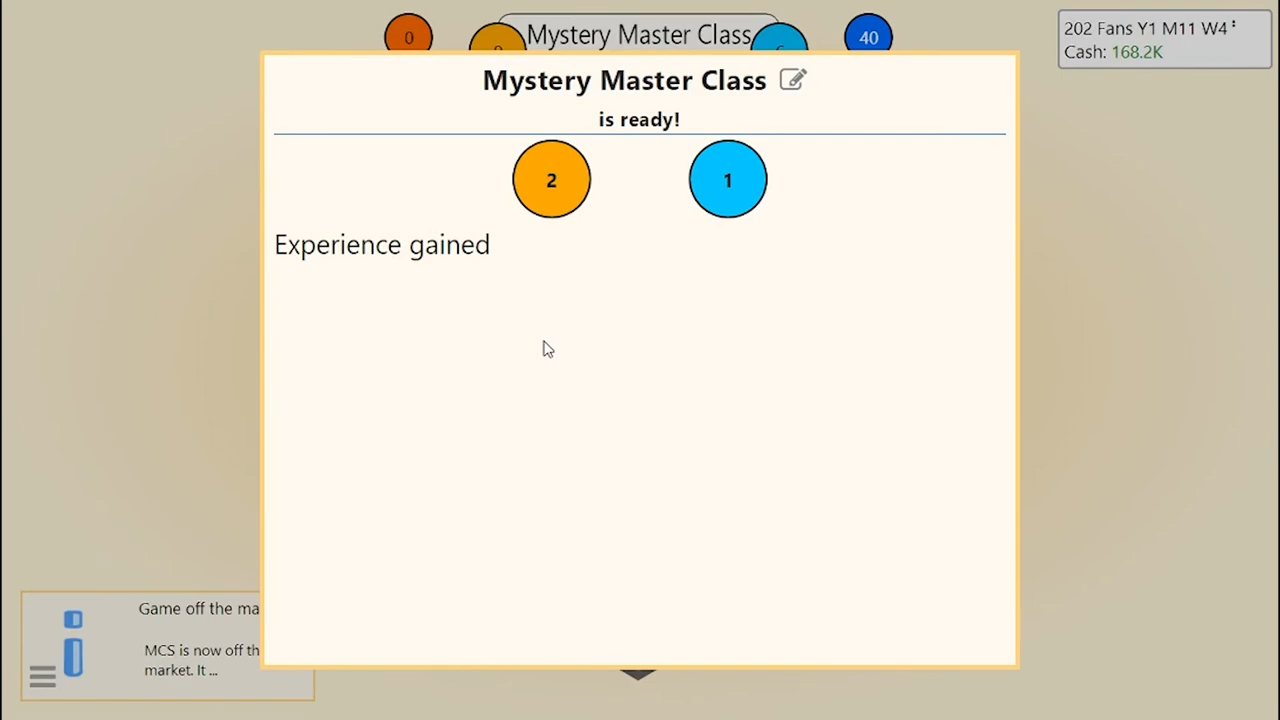 0
Mystery Master Class
40
202 Fans Y1 M11 W4
Cash: 168.2K
Mystery Master Class
is ready!
2
1
Experience gained
Game off the ma
MCS is now off th
market. It ...